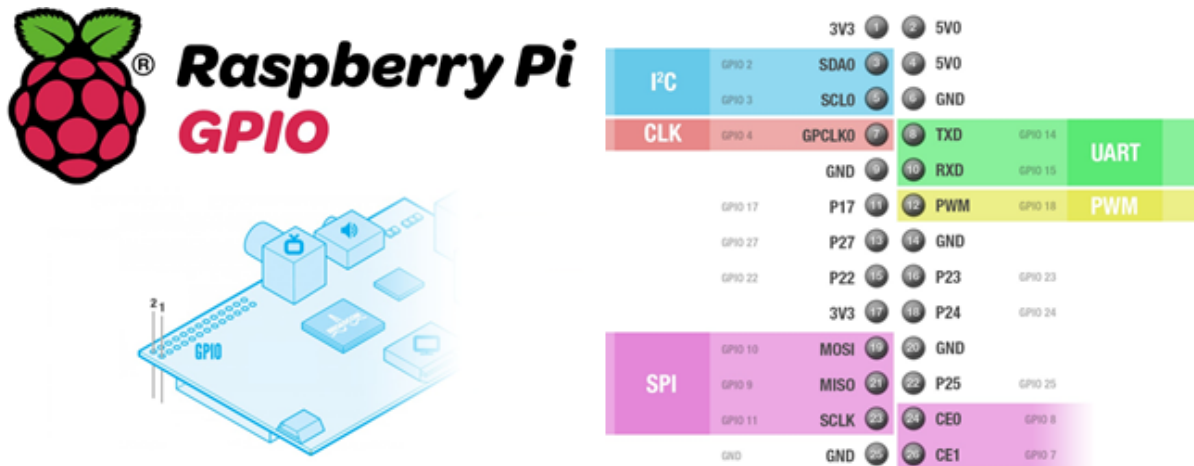 Raspberry Pi
®
GPIO
2 1
GPIO
3V3 1 2 5V0
I²C GPIO 2 SDA0 3 4 5V0
GPIO 3 SCL0 5 6 GND
CLK GPIO 4 GPCLK0 7 8 TXD GPIO 14 UART
GND 9 10 RXD GPIO 15
GPIO 17 P17 11 12 PWM GPIO 18 PWM
GPIO 27 P27 13 14 GND
GPIO 22 P22 15 16 P23 GPIO 23
3V3 17 18 P24 GPIO 24
SPI GPIO 10 MOSI 19 20 GND
GPIO 9 MISO 21 22 P25 GPIO 25
GPIO 11 SCLK 23 24 CE0 GPIO 8
GND GND 25 26 CE1 GPIO 7